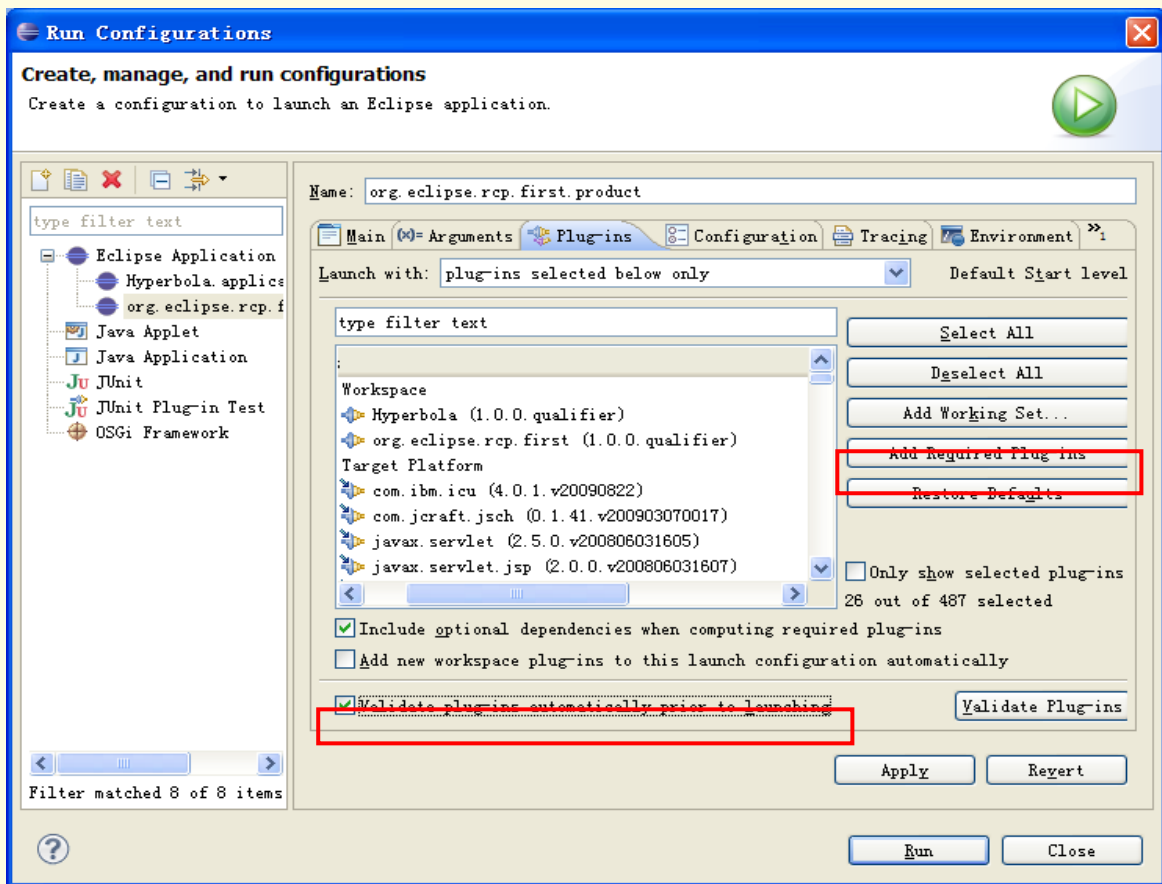 Run Configurations
Create, manage, and run configurations
Create a configuration to launch an Eclipse application.
type filter text
Eclipse Application
Hyperbola.applica
org.eclipse.rcp.f
Java Applet
Java Application
JUnit
JUnit Plug-in Test
OSGi Framework
Filter matched 8 of 8 items
Name: org.eclipse.rcp.first.product
Main (x)= Arguments Plug-ins Configuration Tracing Environment »1
Launch with: plug-ins selected below only Default Start level
type filter text
Workspace
Hyperbola (1.0.0.qualifier)
org.eclipse.rcp.first (1.0.0.qualifier)
Target Platform
com.ibm.icu (4.0.1.v20090822)
com.jcraft.jsch (0.1.41.v200903070017)
javax.servlet (2.5.0.v200806031605)
javax.servlet.jsp (2.0.0.v200806031607)
Select All
Deselect All
Add Working Set...
Add Required Plug-ins
Restore Defaults
Only show selected plug-ins
26 out of 487 selected
Include optional dependencies when computing required plug-ins
Add new workspace plug-ins to this launch configuration automatically
Validate plug-ins automatically prior to launching
Validate Plug-ins
Apply
Revert
Run
Close